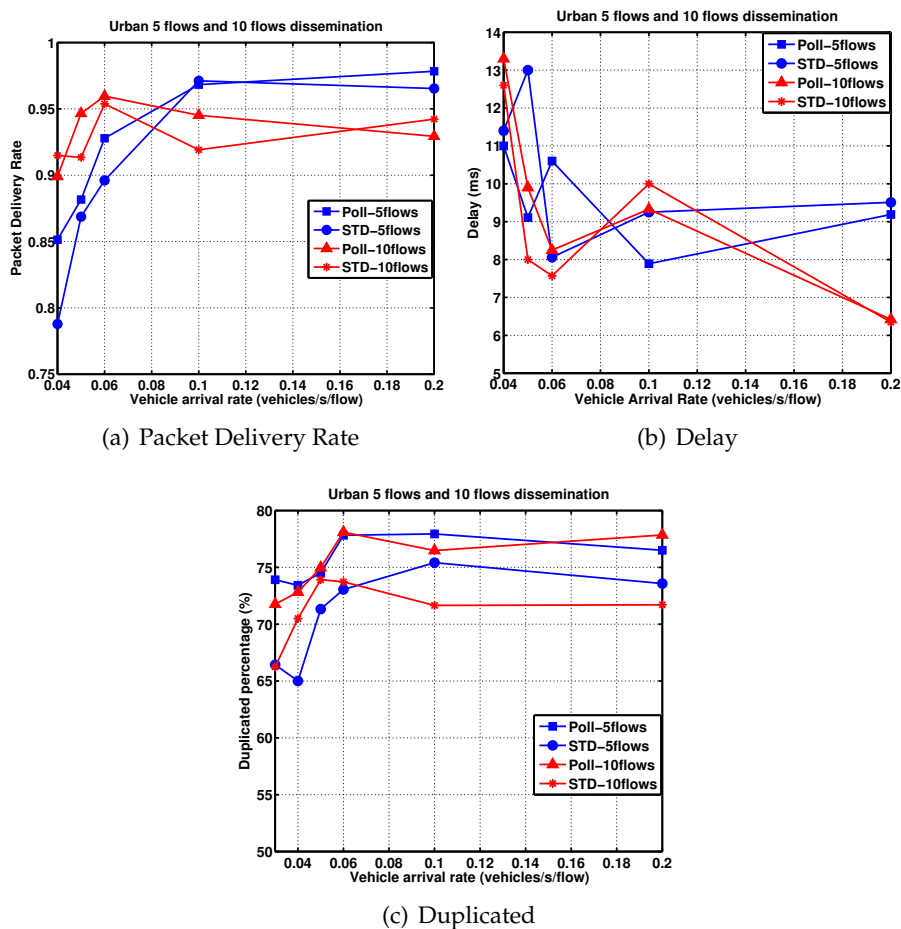 Urban 5 flows and 10 flows dissemination
1
0.95
0.9
0.85
0.8
0.75
Packet Delivery Rate
Poll-5flows
STD-5flows
Poll-10flows
STD-10flows
0.04 0.06 0.08 0.1 0.12 0.14 0.16 0.18 0.2
Vehicle arrival rate (vehicles/s/flow)
(a) Packet Delivery Rate
Urban 5 flows and 10 flows dissemination
14
13
12
11
10
9
8
7
6
5
Delay (ms)
Poll-5flows
STD-5flows
Poll-10flows
STD-10flows
0.04 0.06 0.08 0.1 0.12 0.14 0.16 0.18 0.2
Vehicle Arrival Rate (vehicles/s/flow)
(b) Delay
Urban 5 flows and 10 flows dissemination
80
75
70
65
60
55
50
Duplicated percentage (%)
Poll-5flows
STD-5flows
Poll-10flows
STD-10flows
0.04 0.06 0.08 0.1 0.12 0.14 0.16 0.18 0.2
Vehicle arrival rate (vehicles/s/flow)
(c) Duplicated